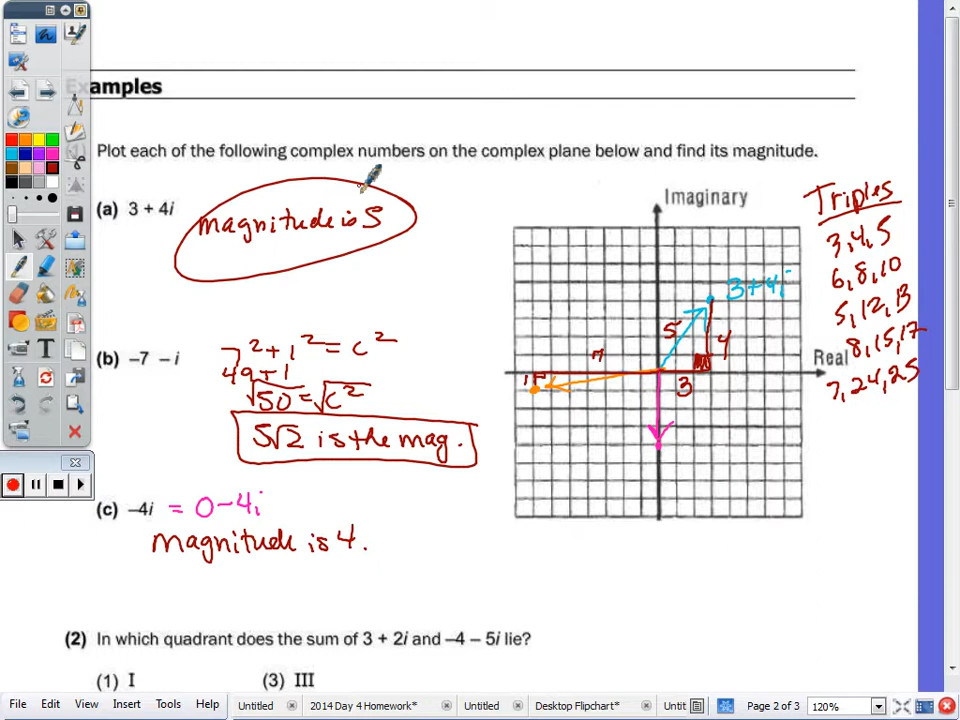 Examples
Plot each of the following complex numbers on the complex plane below and find its magnitude.
(a) 3 + 4i
magnitude is 5
(b) –7 – i
7² + 1² = c²
49 + 1
√50 = √c²
5√2 is the mag.
(c) –4i = 0 – 4i
magnitude is 4.
Imaginary
3+4i
5
4
7
Real
3
Triples
3,4,5
6,8,10
5,12,13
8,15,17
7,24,25
(2) In which quadrant does the sum of 3 + 2i and –4 – 5i lie?
(1) I (3) III
File Edit View Insert Tools Help Untitled 2014 Day 4 Homework* Untitled Desktop Flipchart* Untit Page 2 of 3 120%